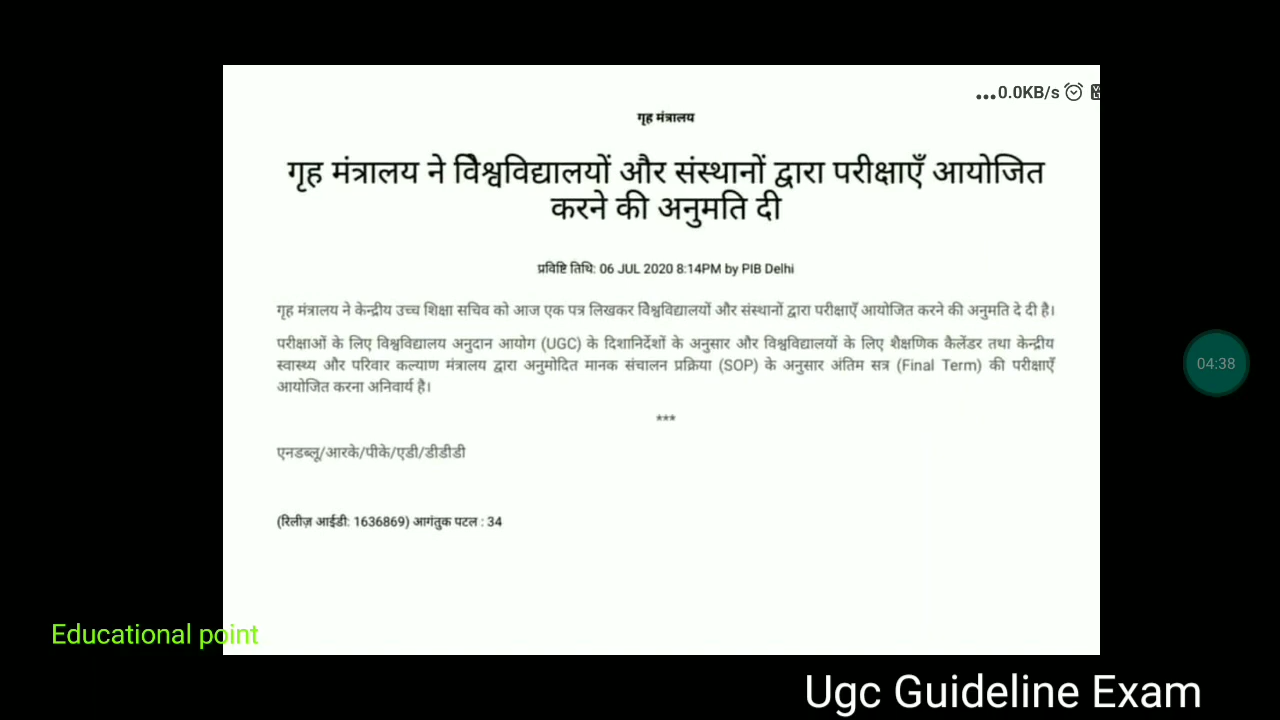 ...0.0KB/s
गृह मंत्रालय
गृह मंत्रालय ने विश्वविद्यालयों और संस्थानों द्वारा परीक्षाएँ आयोजित
करने की अनुमति दी
प्रविष्टि तिथि: 06 JUL 2020 8:14PM by PIB Delhi
गृह मंत्रालय ने केन्द्रीय उच्च शिक्षा सचिव को आज एक पत्र लिखकर विश्वविद्यालयों और संस्थानों द्वारा परीक्षाएँ आयोजित करने की अनुमति दे दी है।
परीक्षाओं के लिए विश्वविद्यालय अनुदान आयोग (UGC) के दिशानिर्देशों के अनुसार और विश्वविद्यालयों के लिए शैक्षणिक कैलेंडर तथा केन्द्रीय
स्वास्थ्य और परिवार कल्याण मंत्रालय द्वारा अनुमोदित मानक संचालन प्रक्रिया (SOP) के अनुसार अंतिम सत्र (Final Term) की परीक्षाएँ
आयोजित करना अनिवार्य है।
***
एनडब्लू/आरके/पीके/एडी/डीडीडी
(रिलीज़ आईडी: 1636869) आगंतुक पटल : 34
04:38
Educational point
Ugc Guideline Exam